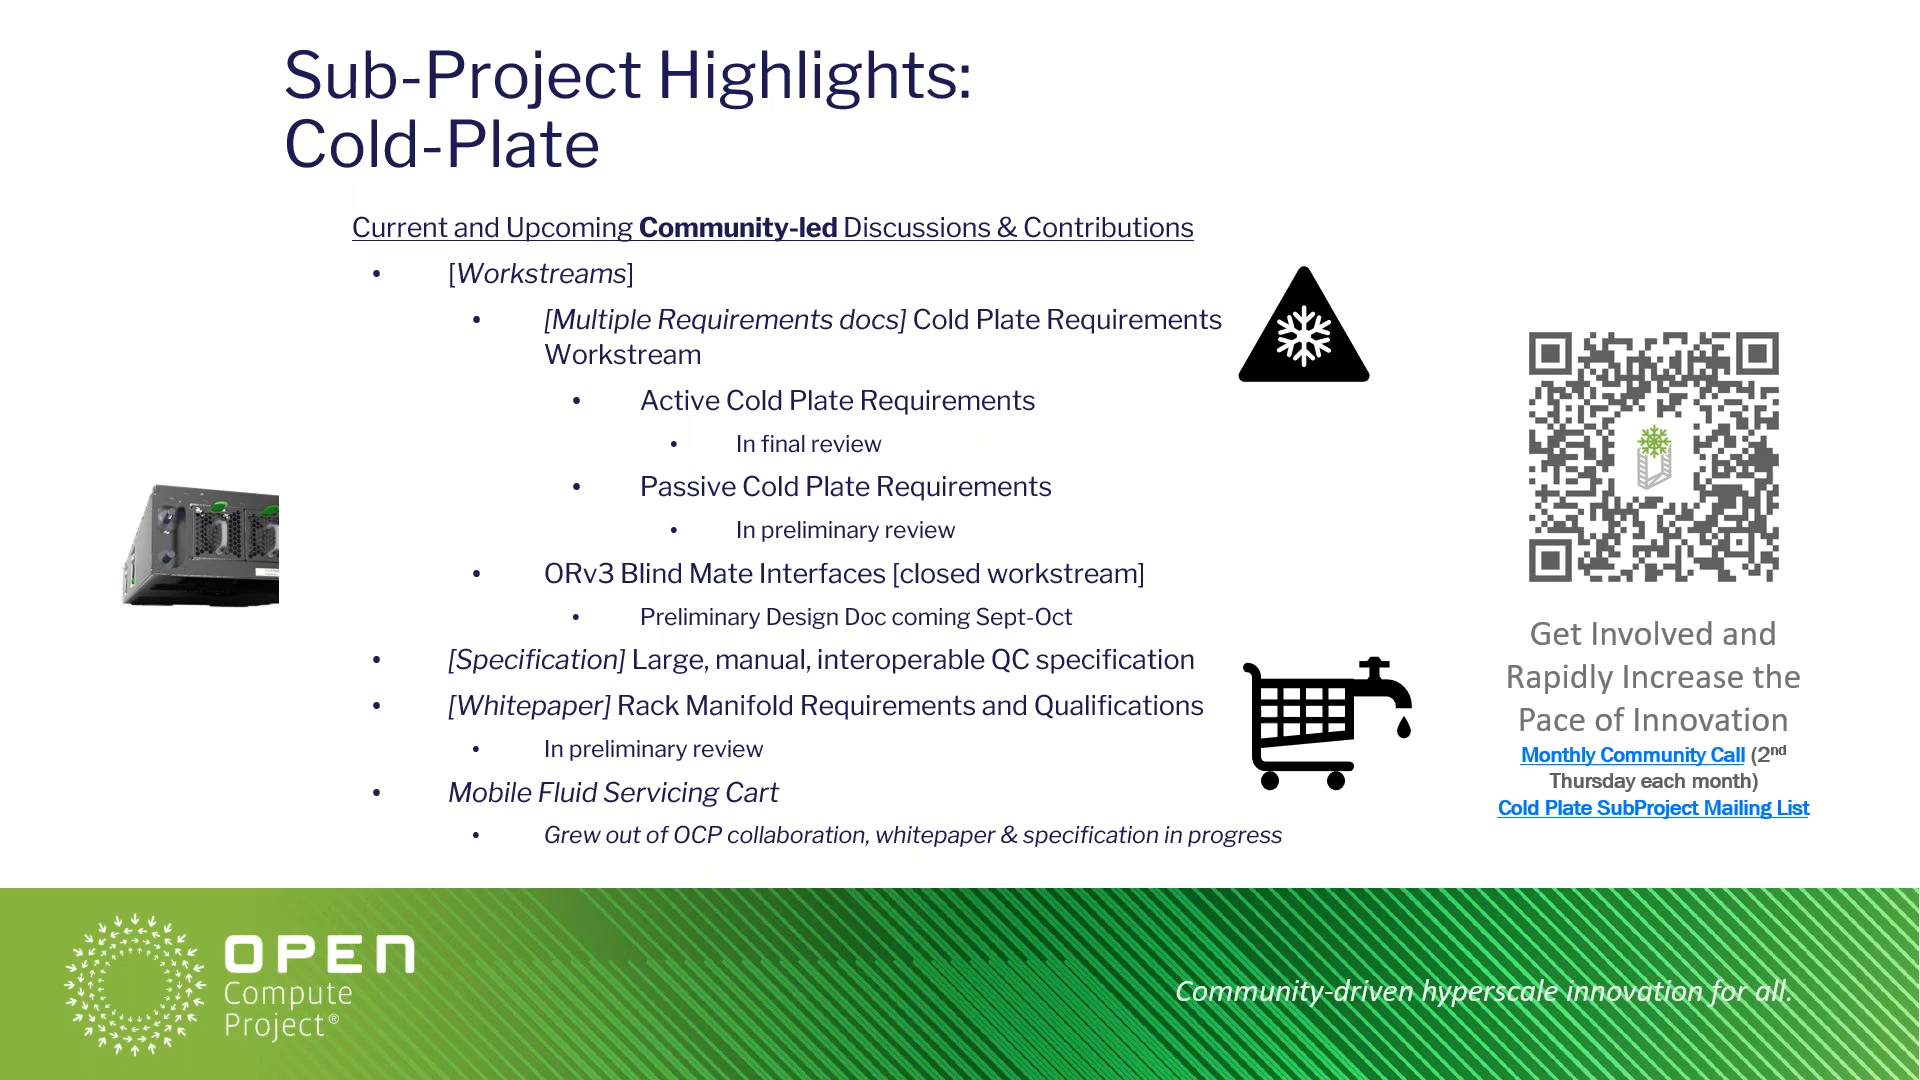 Sub-Project Highlights:
Cold-Plate
Current and Upcoming Community-led Discussions & Contributions
• [Workstreams]
• [Multiple Requirements docs] Cold Plate Requirements
Workstream
• Active Cold Plate Requirements
• In final review
• Passive Cold Plate Requirements
• In preliminary review
• ORv3 Blind Mate Interfaces [closed workstream]
• Preliminary Design Doc coming Sept-Oct
• [Specification] Large, manual, interoperable QC specification
• [Whitepaper] Rack Manifold Requirements and Qualifications
• In preliminary review
• Mobile Fluid Servicing Cart
• Grew out of OCP collaboration, whitepaper & specification in progress
Get Involved and
Rapidly Increase the
Pace of Innovation
Monthly Community Call (2nd
Thursday each month)
Cold Plate SubProject Mailing List
OPEN
Compute
Project®
Community-driven hyperscale innovation for all.